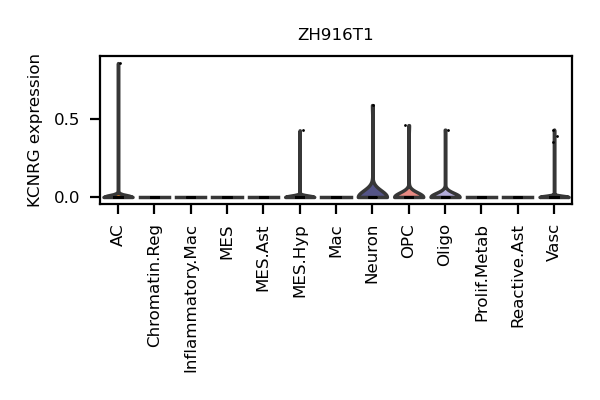 ZH916T1
KCNRG expression
0.5
0.0
AC
Chromatin.Reg
Inflammatory.Mac
MES
MES.Ast
MES.Hyp
Mac
Neuron
OPC
Oligo
Prolif.Metab
Reactive.Ast
Vasc